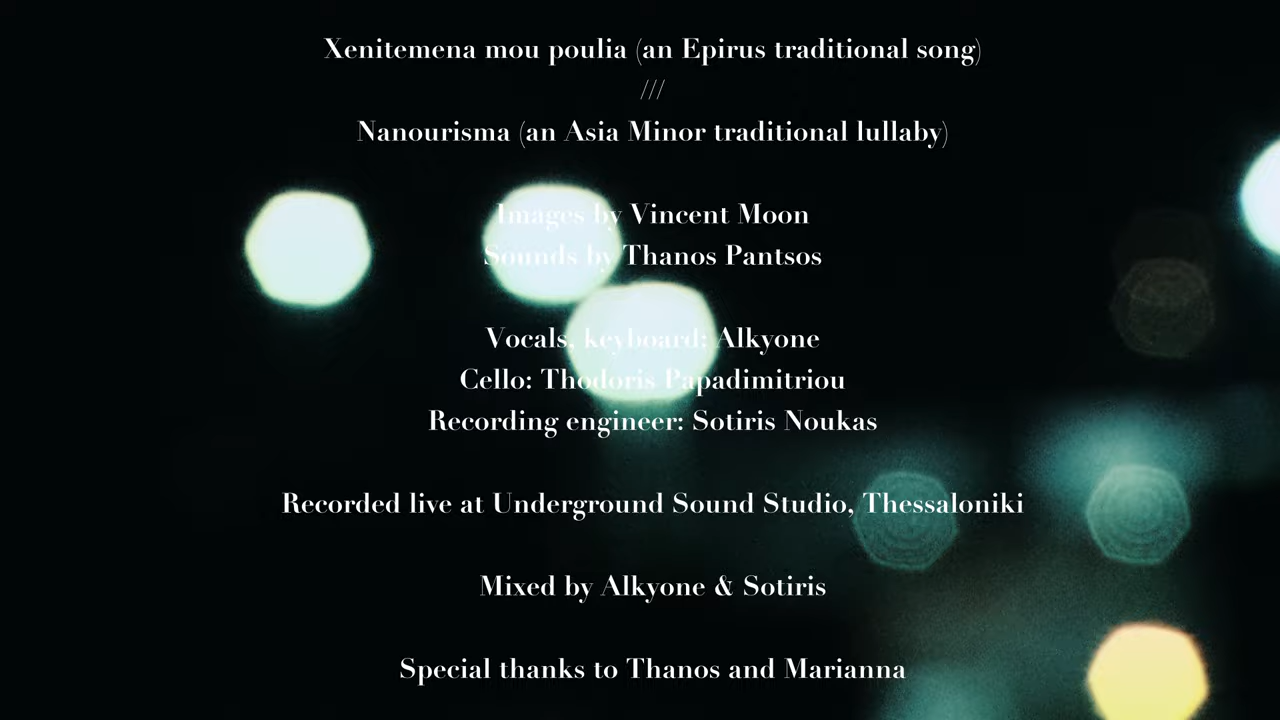 Xenitemena mou poulia (an Epirus traditional song)
///
Nanourisma (an Asia Minor traditional lullaby)
Images by Vincent Moon
Sounds by Thanos Pantsos
Vocals, keyboard: Alkyone
Cello: Thodoris Papadimitriou
Recording engineer: Sotiris Noukas
Recorded live at Underground Sound Studio, Thessaloniki
Mixed by Alkyone & Sotiris
Special thanks to Thanos and Marianna